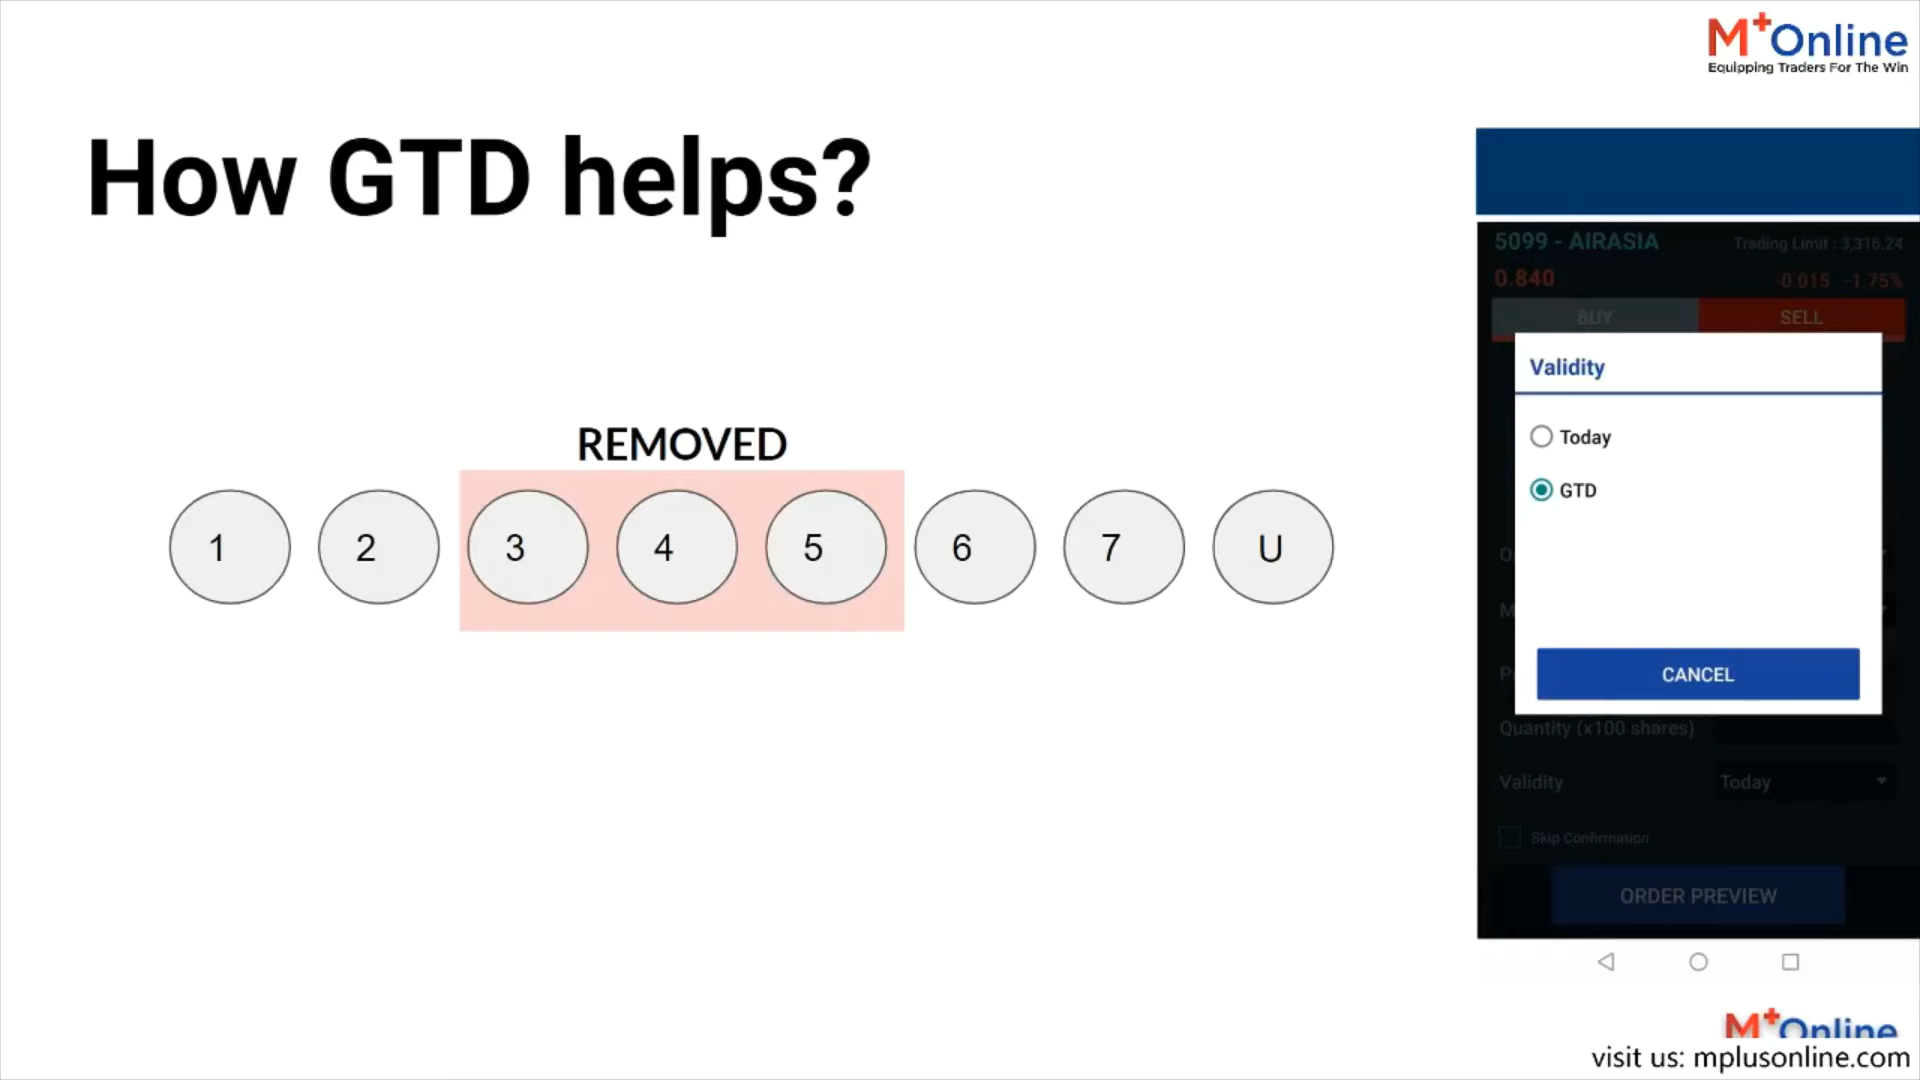 M+Online
Equipping Traders For The Win
How GTD helps?
REMOVED
1 2 3 4 5 6 7 U
5099 - AIRASIA Trading Limit : 3,316.24
0.840 -0.015 -1.75%
BUY SELL
Validity
Today
GTD
CANCEL
Quantity (x100 shares)
Validity Today
Skip Confirmation
ORDER PREVIEW
M+Online
visit us: mplusonline.com